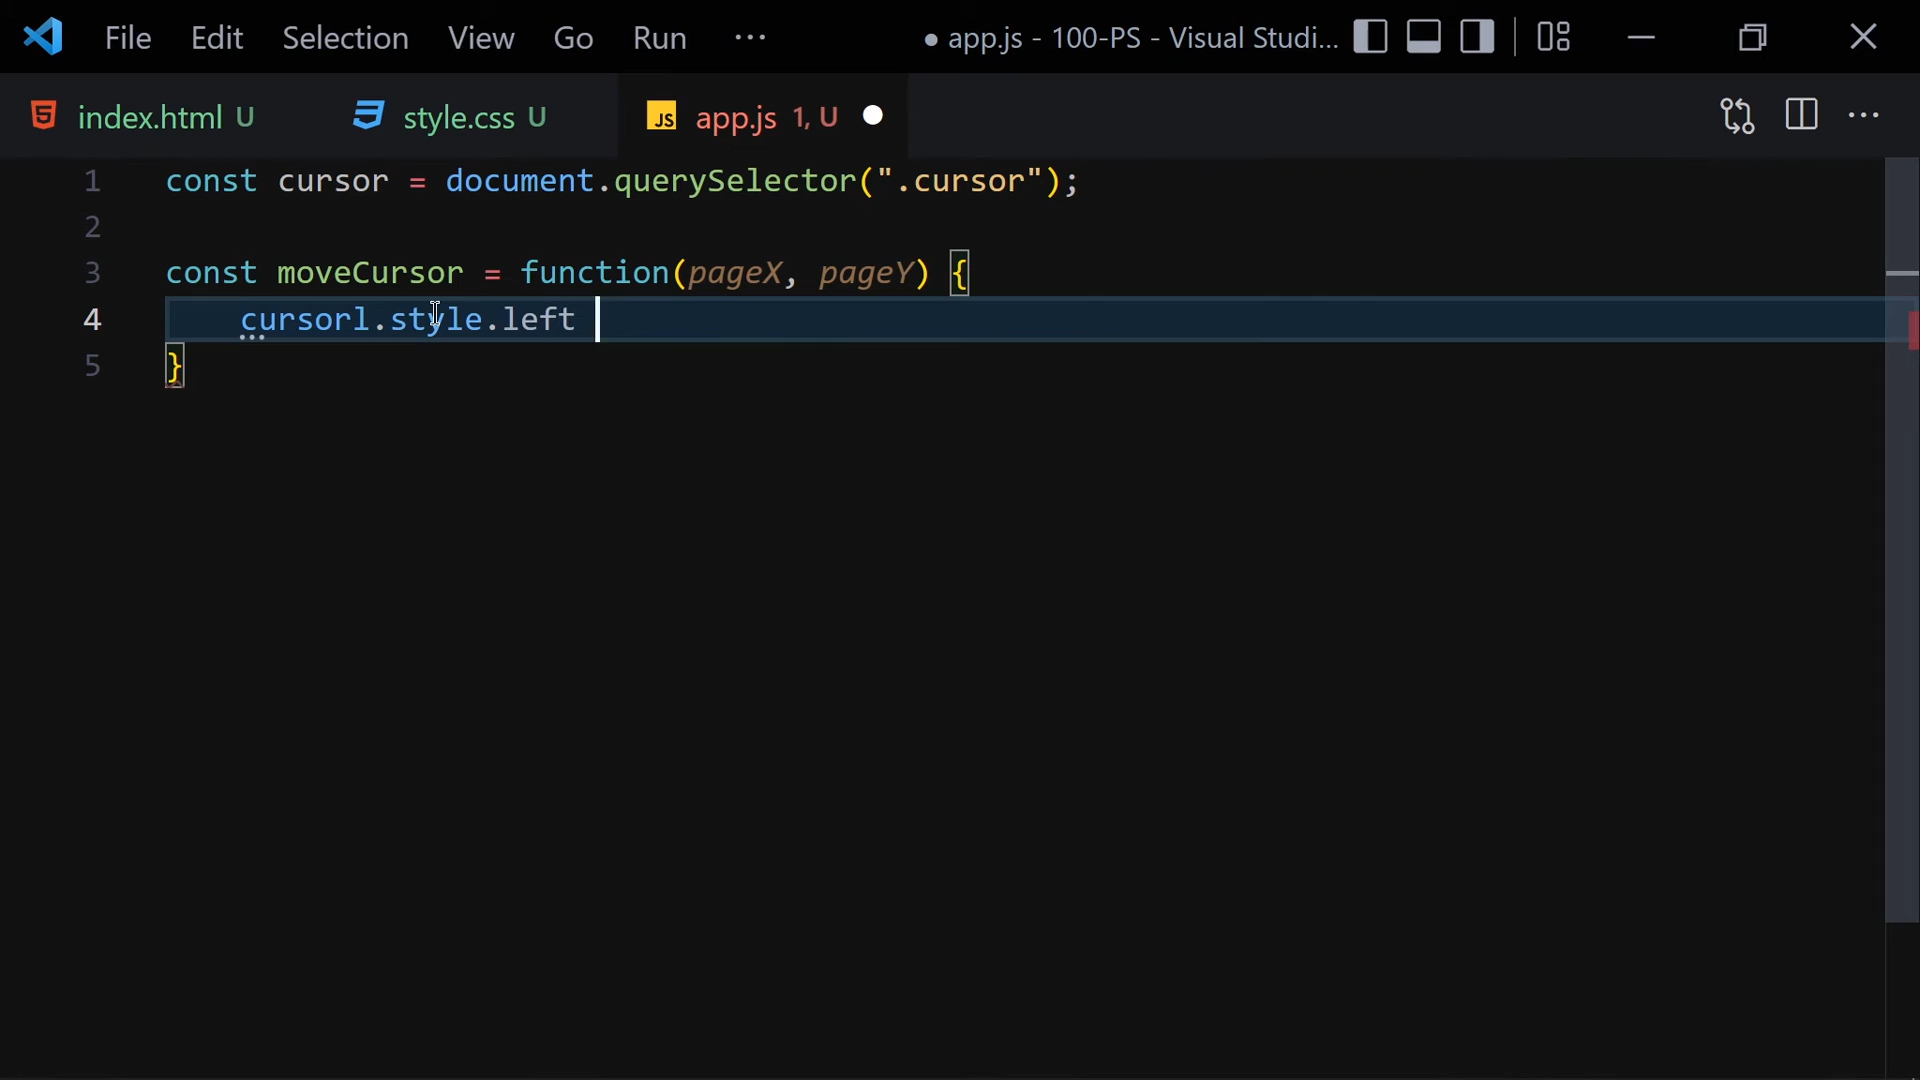 File Edit Selection View Go Run ··· ● app.js - 100-PS - Visual Studi...
index.html U style.css U JS app.js 1, U
1 const cursor = document.querySelector(".cursor");
2
3 const moveCursor = function(pageX, pageY) {
4 cursorl.style.left
5 }